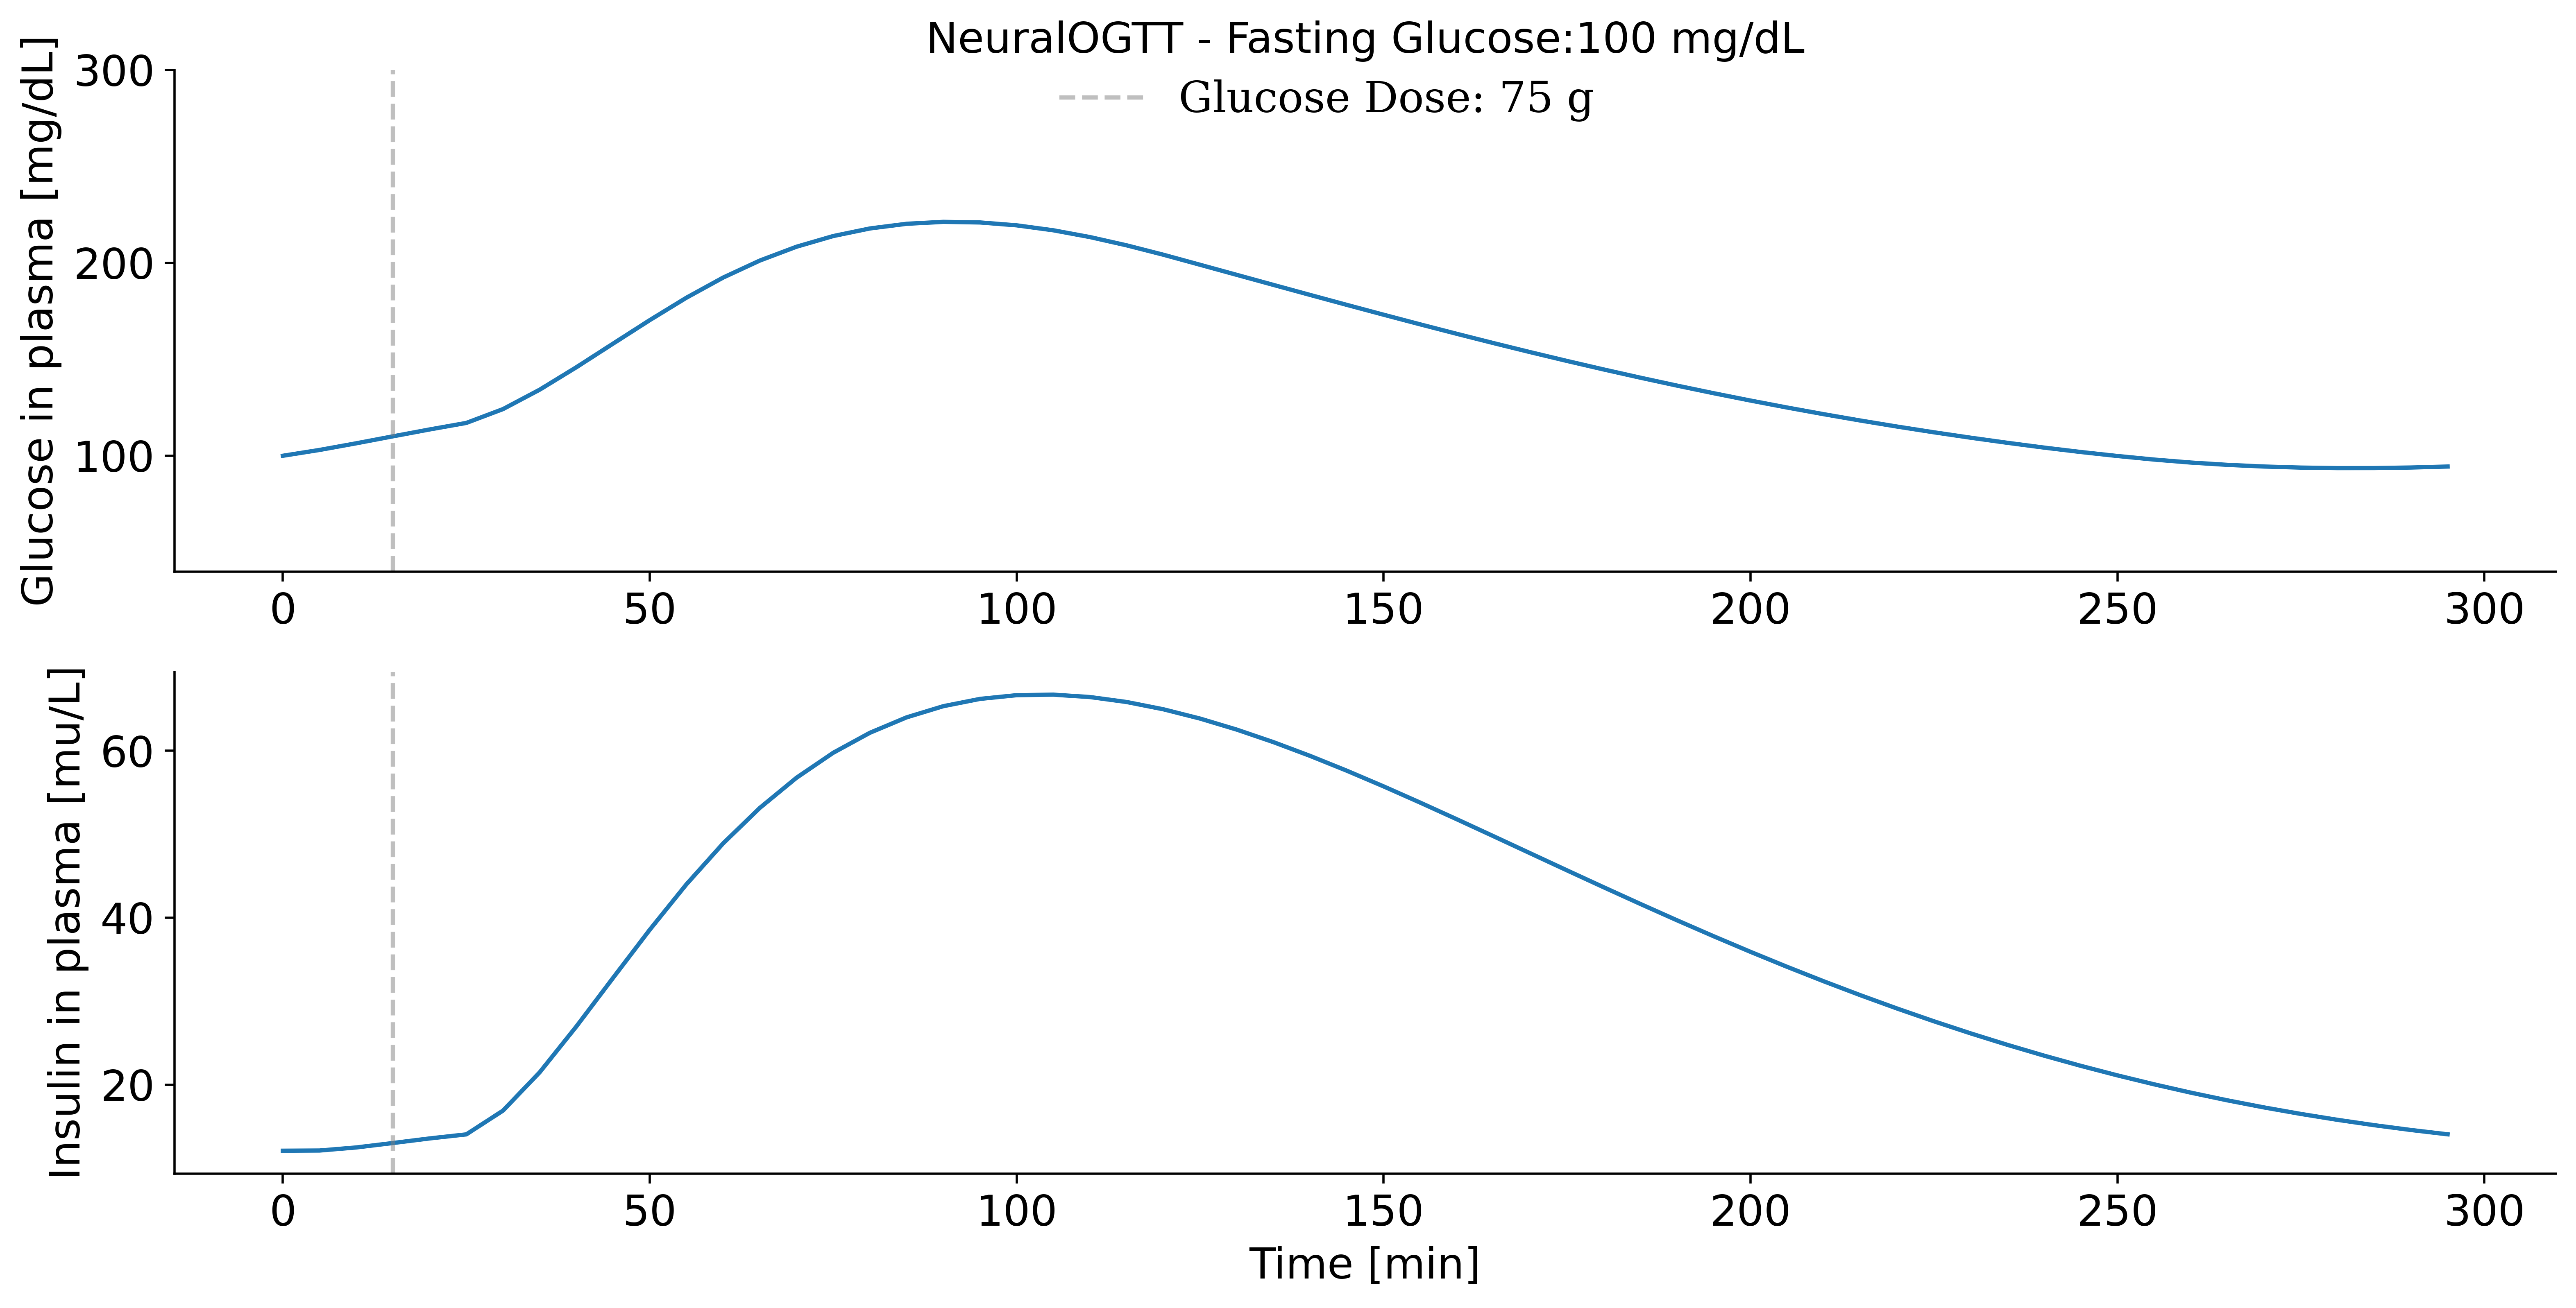 NeuralOGTT - Fasting Glucose:100 mg/dL
Glucose Dose: 75 g
Glucose in plasma [mg/dL]
300
200
100
0 50 100 150 200 250 300
Insulin in plasma [mu/L]
60
40
20
0 50 100 150 200 250 300
Time [min]